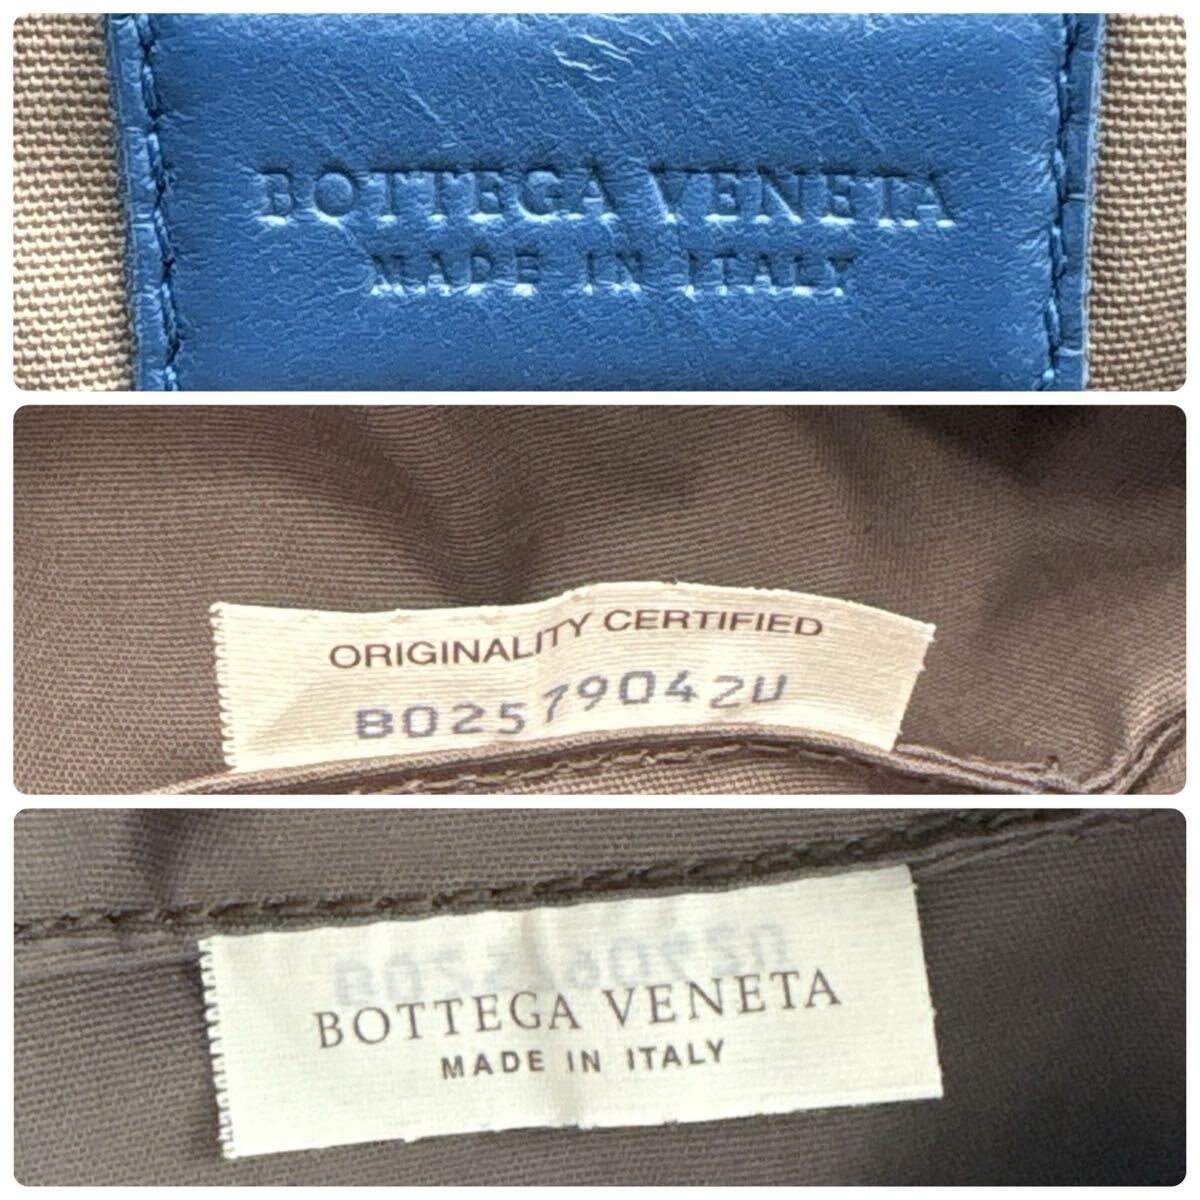 BOTTEGA VENETA
MADE IN ITALY
ORIGINALITY CERTIFIED
B02579042U
BOTTEGA VENETA
MADE IN ITALY